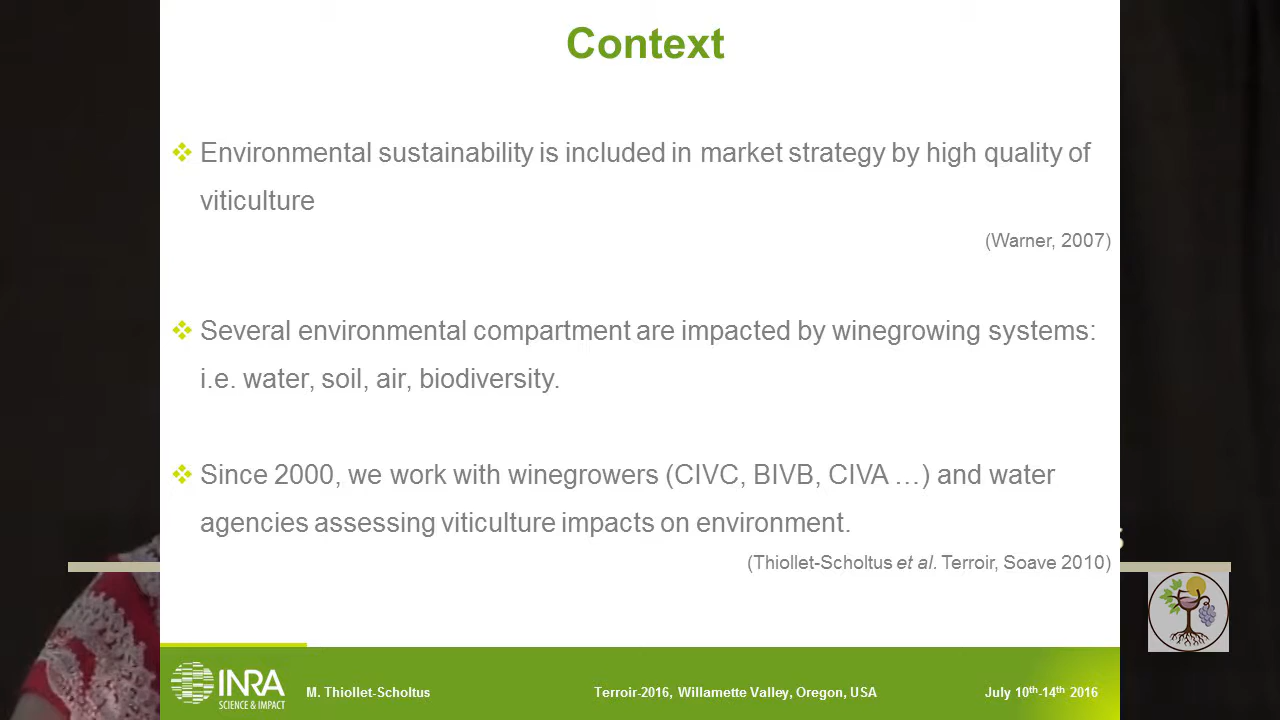 Context
Environmental sustainability is included in market strategy by high quality of
viticulture
(Warner, 2007)
Several environmental compartment are impacted by winegrowing systems:
i.e. water, soil, air, biodiversity.
Since 2000, we work with winegrowers (CIVC, BIVB, CIVA …) and water
agencies assessing viticulture impacts on environment.
(Thiollet-Scholtus et al. Terroir, Soave 2010)
INRA
SCIENCE & IMPACT
M. Thiollet-Scholtus
Terroir-2016, Willamette Valley, Oregon, USA
July 10th-14th 2016